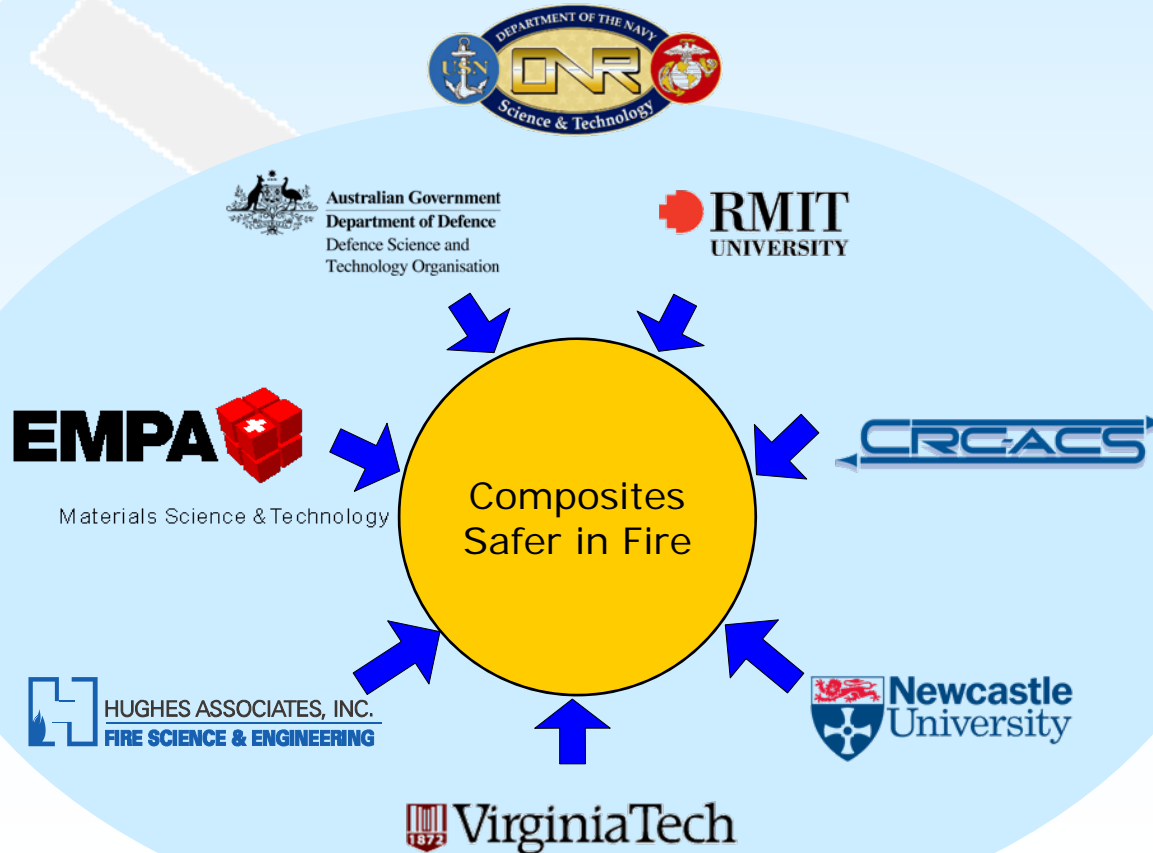 DEPARTMENT OF THE NAVY
USN
ONR
Science & Technology
Australian Government
Department of Defence
Defence Science and
Technology Organisation
RMIT
UNIVERSITY
EMPA
Materials Science & Technology
CRC-ACS
Composites
Safer in Fire
HUGHES ASSOCIATES, INC.
FIRE SCIENCE & ENGINEERING
Newcastle
University
1872
VirginiaTech